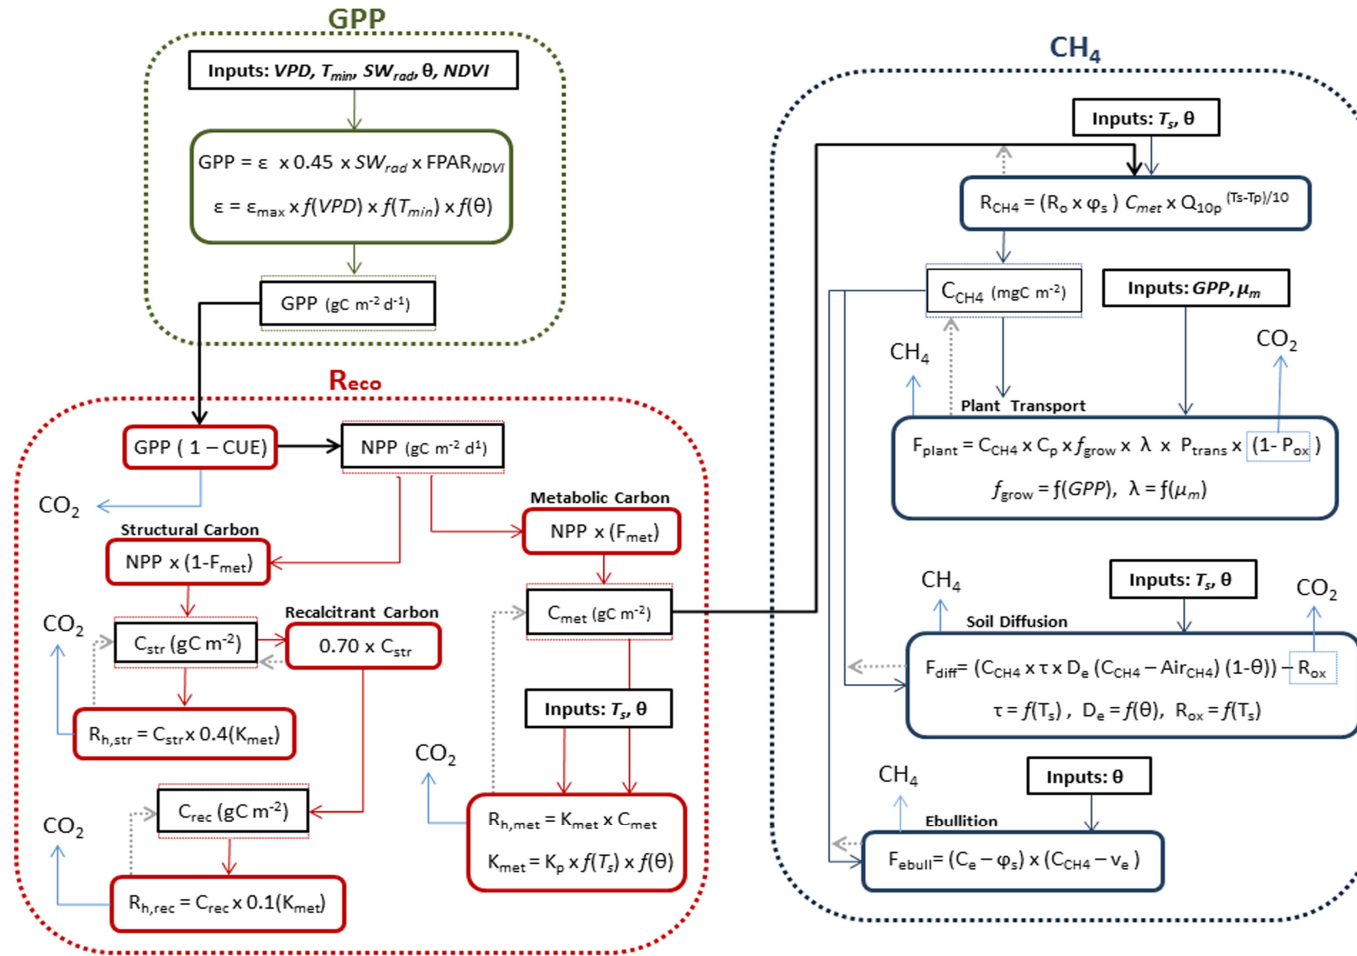 GPP
Inputs: VPD, Tmin, SWrad, θ, NDVI
GPP = ε x 0.45 x SWrad x FPARNDVI
ε = εmax x f(VPD) x f(Tmin) x f(θ)
GPP (gC m-2 d-1)
Reco
GPP ( 1 – CUE)
NPP (gC m-2 d1)
CO2
Structural Carbon
NPP x (1-Fmet)
Metabolic Carbon
NPP x (Fmet)
CO2
Cstr (gC m-2)
Recalcitrant Carbon
0.70 x Cstr
Cmet (gC m-2)
Rh,str = Cstr x 0.4(Kmet)
Inputs: Ts, θ
CO2
Crec (gC m-2)
CO2
Rh,rec = Crec x 0.1(Kmet)
Rh,met = Kmet x Cmet
Kmet = Kp x f(Ts) x f(θ)
CH4
Inputs: Ts, θ
RCH4 = (Ro x φs ) Cmet x Q10p (Ts-Tp)/10
CCH4 (mgC m-2)
Inputs: GPP, μm
CH4
CO2
Plant Transport
Fplant = CCH4 x Cp x fgrow x λ x Ptrans x (1- Pox )
fgrow = f(GPP), λ = f(μm)
CH4
Inputs: Ts, θ
CO2
Soil Diffusion
Fdiff= (CCH4 x τ x De (CCH4 – AirCH4) (1-θ)) – Rox
τ = f(Ts) , De = f(θ), Rox = f(Ts)
CH4
Inputs: θ
Ebullition
Febull= (Ce – φs) x (CCH4 – ve )